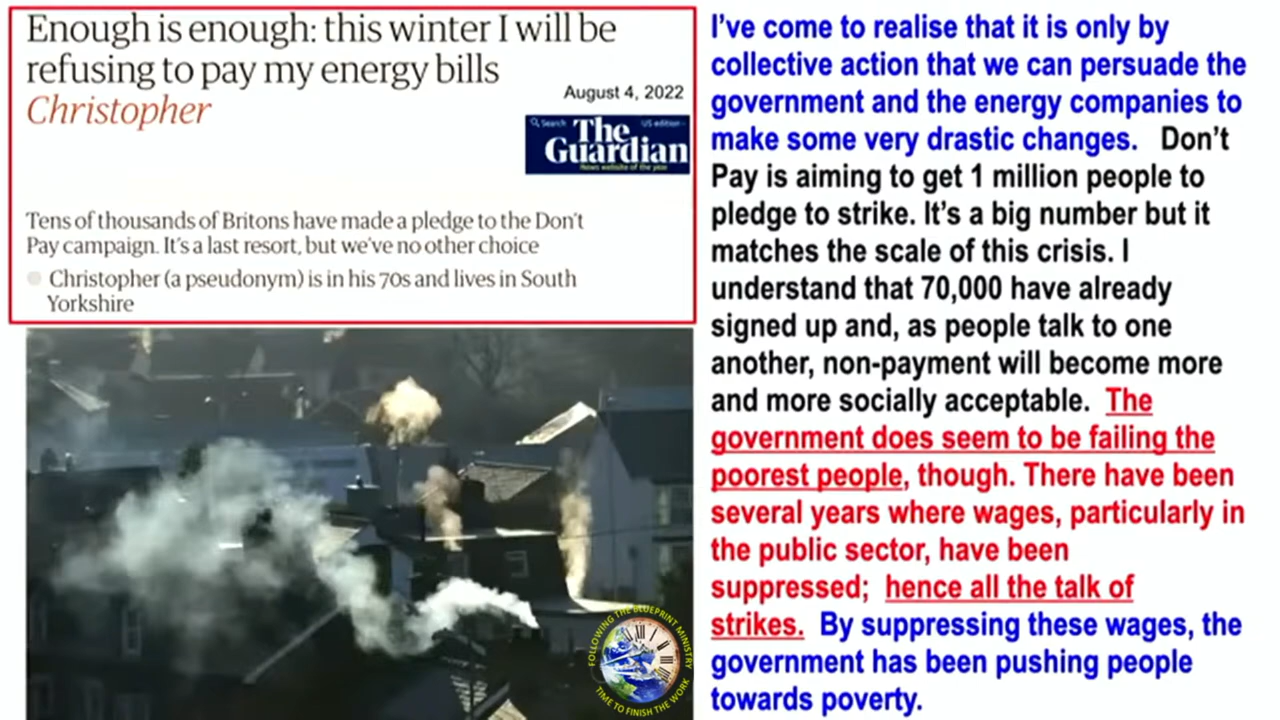 Enough is enough: this winter I will be
refusing to pay my energy bills
Christopher
August 4, 2022
Search
US edition
The
Guardian
News website of the year
Tens of thousands of Britons have made a pledge to the Don't
Pay campaign. It's a last resort, but we've no other choice
Christopher (a pseudonym) is in his 70s and lives in South
Yorkshire
FOLLOWING THE BLUEPRINT MINISTRY
TIME TO FINISH THE WORK
I've come to realise that it is only by
collective action that we can persuade the
government and the energy companies to
make some very drastic changes. Don't
Pay is aiming to get 1 million people to
pledge to strike. It's a big number but it
matches the scale of this crisis. I
understand that 70,000 have already
signed up and, as people talk to one
another, non-payment will become more
and more socially acceptable. The
government does seem to be failing the
poorest people, though. There have been
several years where wages, particularly in
the public sector, have been
suppressed; hence all the talk of
strikes. By suppressing these wages, the
government has been pushing people
towards poverty.